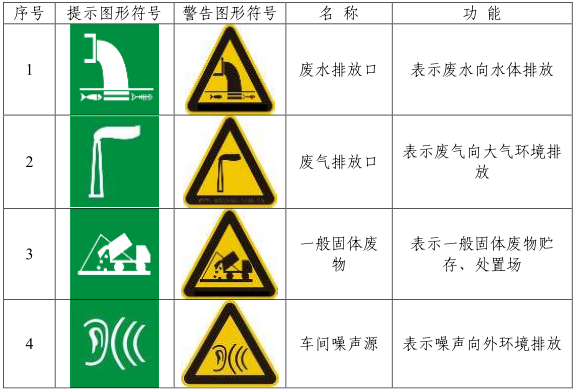 序号 提示图形符号 警告图形符号 名 称 功 能
1 废水排放口 表示废水向水体排放
2 废气排放口 表示废气向大气环境排
放
3 一般固体废 表示一般固体废物贮
物 存、处置场
4 车间噪声源 表示噪声向外环境排放